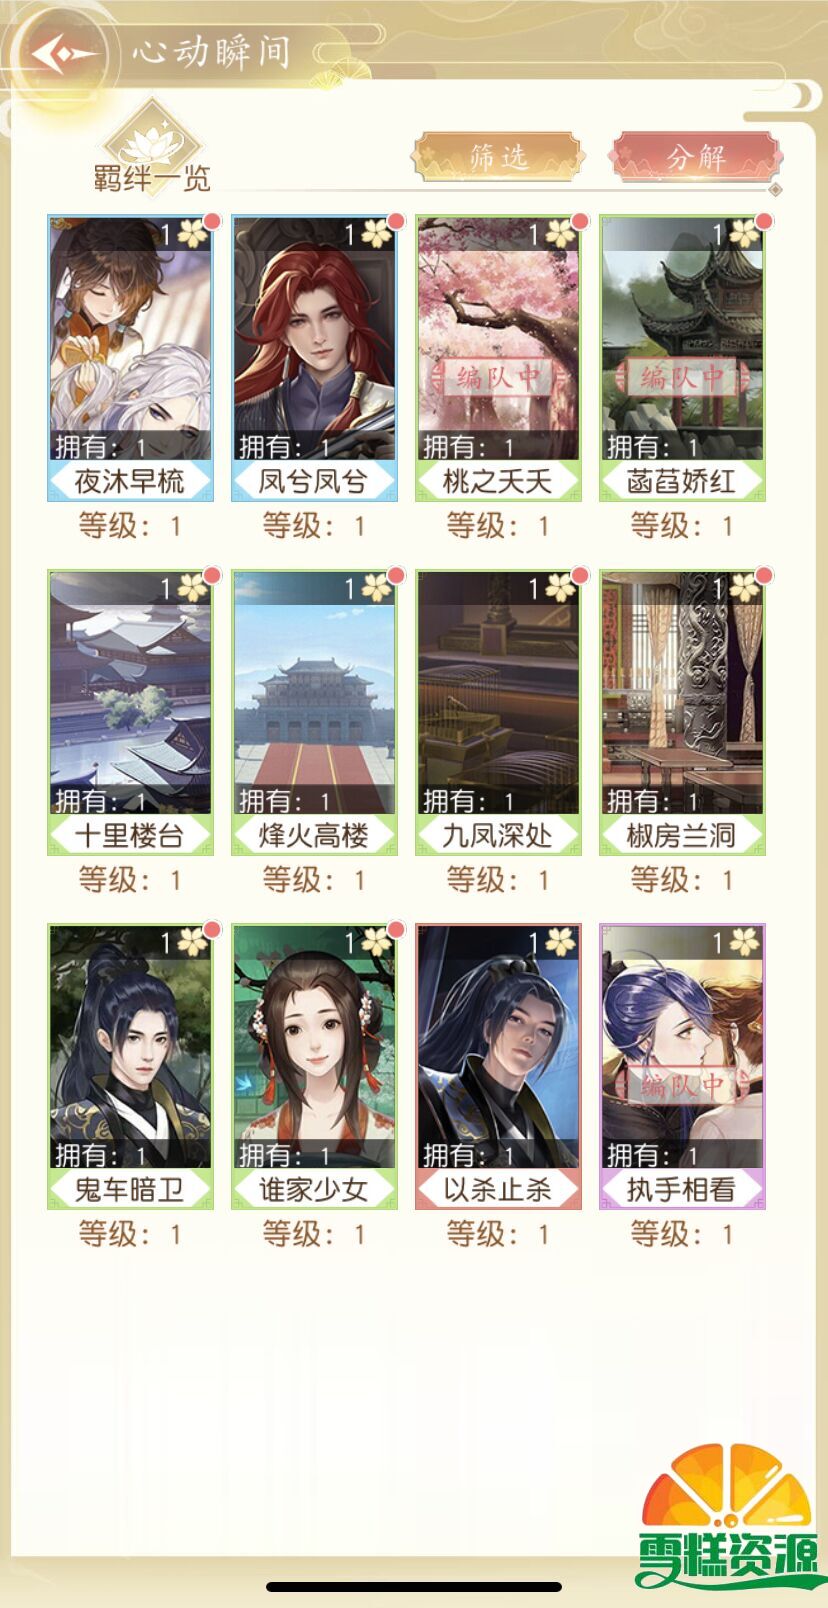 心动瞬间
羁绊一览
筛选
分解
1 1 1 1
编队中 编队中
拥有：1 拥有：1 拥有：1 拥有：1
夜沐早梳 凤兮凤兮 桃之夭夭 菡萏娇红
等级：1 等级：1 等级：1 等级：1
1 1 1 1
拥有：1 拥有：1 拥有：1 拥有：1
十里楼台 烽火高楼 九凤深处 椒房兰洞
等级：1 等级：1 等级：1 等级：1
1 1 1 1
编队中
拥有：1 拥有：1 拥有：1 拥有：1
鬼车暗卫 谁家少女 以杀止杀 执手相看
等级：1 等级：1 等级：1 等级：1
雪糕资源